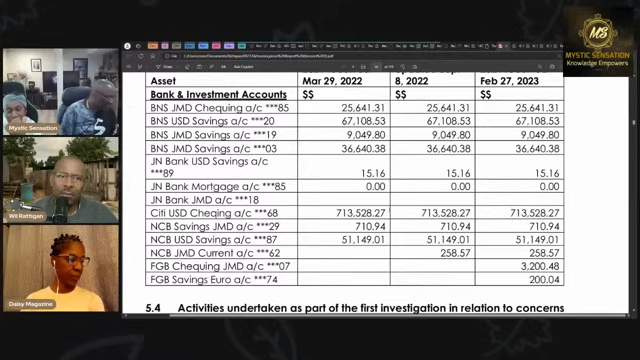 MS
MYSTIC SENSATION
Knowledge Empowers
Asset Mar 29, 2022 8, 2022 Feb 27, 2023
Bank & Investment Accounts $$ $$ $$
BNS JMD Chequing a/c ***85 25,641.31 25,641.31 25,641.31
BNS USD Savings a/c ***20 67,108.53 67,108.53 67,108.53
BNS JMD Savings a/c ***19 9,049.80 9,049.80 9,049.80
BNS JMD Savings a/c ***03 36,640.38 36,640.38 36,640.38
JN Bank USD Savings a/c
***89 15.16 15.16 15.16
JN Bank Mortgage a/c ***85 0.00 0.00 0.00
JN Bank JMD a/c ***18
Citi USD Cheqing a/c ***68 713,528.27 713,528.27 713,528.27
NCB Savings JMD a/c ***29 710.94 710.94 710.94
NCB USD Savings a/c ***87 51,149.01 51,149.01 51,149.01
NCB JMD Current a/c ***62 258.57 258.57
FGB Chequing JMD a/c ***07 3,200.48
FGB Savings Euro a/c ***74 200.04
5.4 Activities undertaken as part of the first investigation in relation to concerns
Mystic Sensation
Wil Rattigan
Daisy Magazine